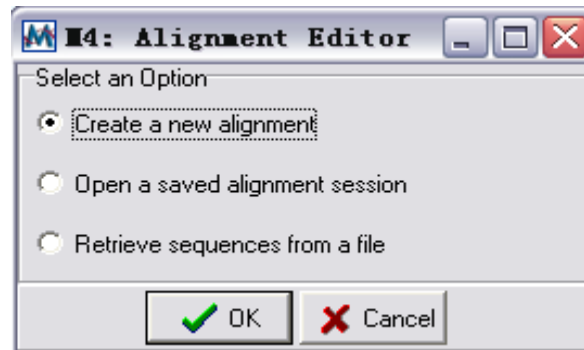 M4: Alignment Editor
Select an Option
Create a new alignment
Open a saved alignment session
Retrieve sequences from a file
OK
Cancel